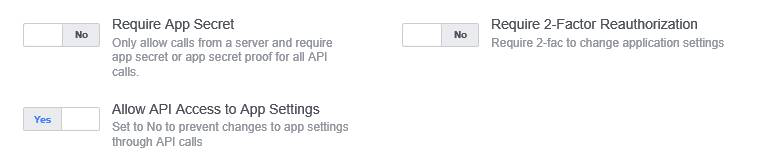 No
Require App Secret
Only allow calls from a server and require
app secret or app secret proof for all API
calls.
No
Require 2-Factor Reauthorization
Require 2-fac to change application settings
Yes
Allow API Access to App Settings
Set to No to prevent changes to app settings
through API calls